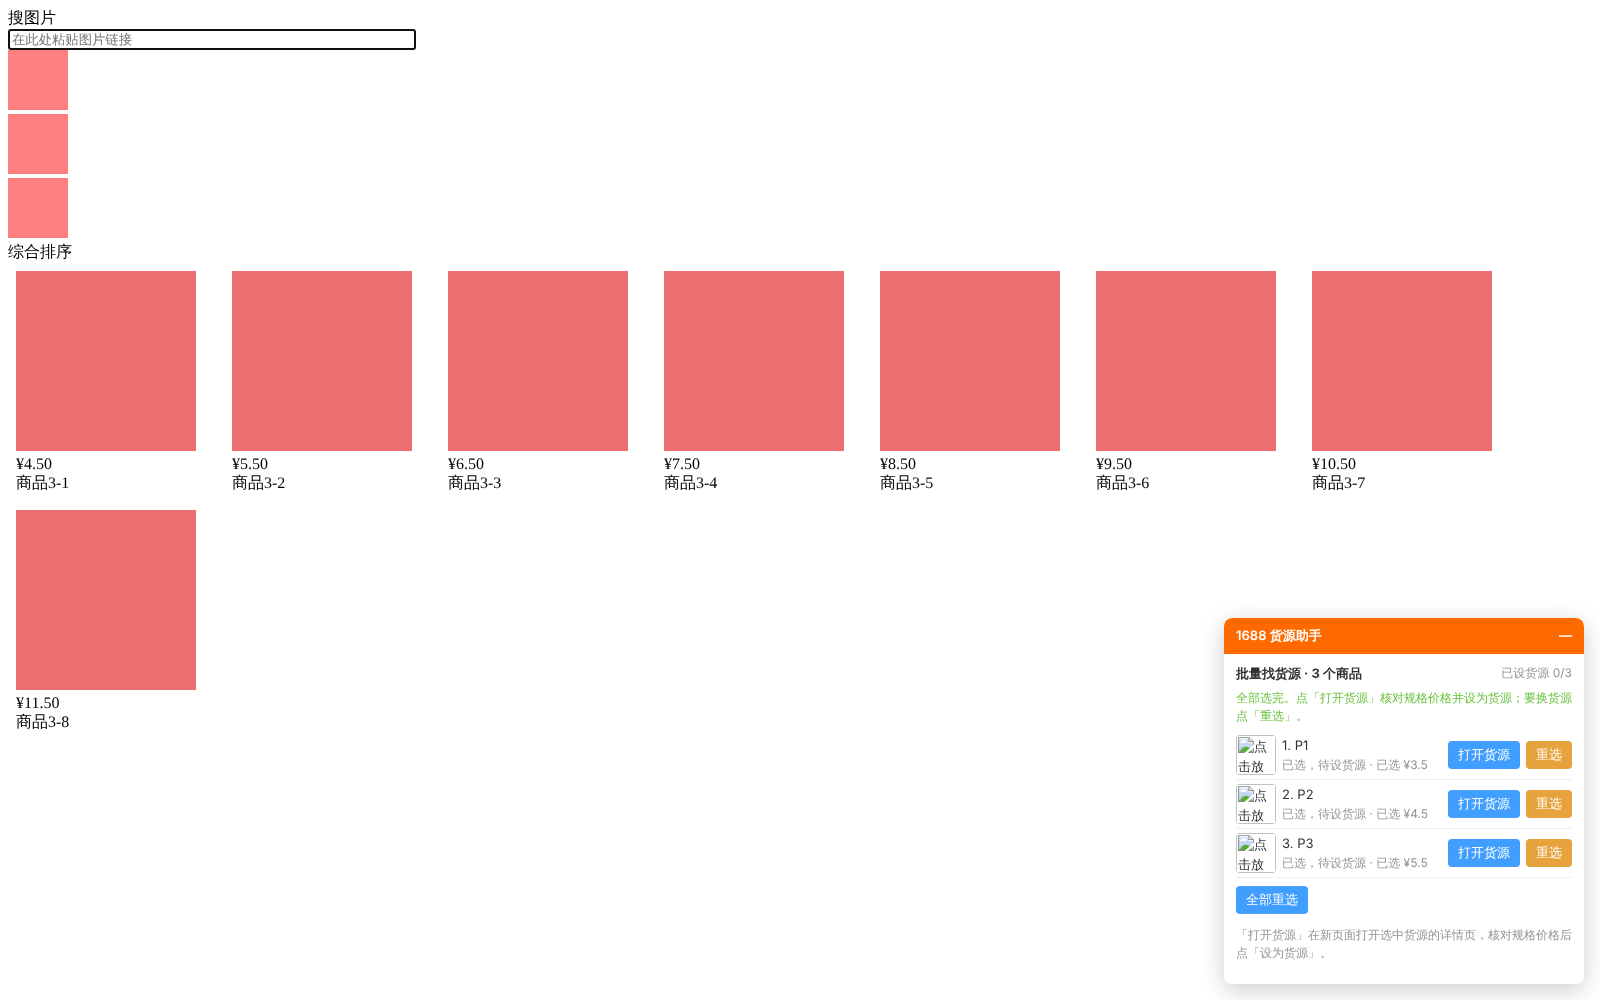 搜图片
在此处粘贴图片链接
综合排序
¥4.50
商品3-1
¥5.50
商品3-2
¥6.50
商品3-3
¥7.50
商品3-4
¥8.50
商品3-5
¥9.50
商品3-6
¥10.50
商品3-7
¥11.50
商品3-8
1688 货源助手 —
批量找货源 · 3 个商品 已设货源 0/3
全部选完。点「打开货源」核对规格价格并设为货源；要换货源
点「重选」。
点
击放
1. P1
已选，待设货源 · 已选 ¥3.5
打开货源 重选
点
击放
2. P2
已选，待设货源 · 已选 ¥4.5
打开货源 重选
点
击放
3. P3
已选，待设货源 · 已选 ¥5.5
打开货源 重选
全部重选
「打开货源」在新页面打开选中货源的详情页，核对规格价格后
点「设为货源」。